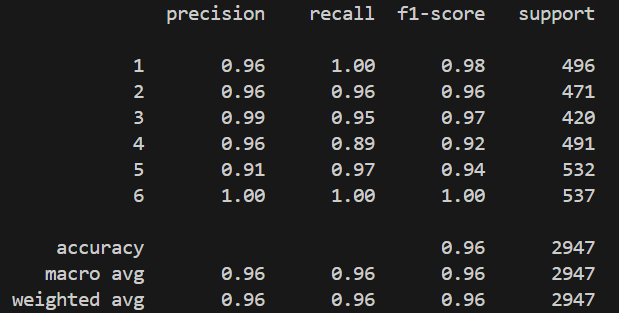 precision recall f1-score support
1 0.96 1.00 0.98 496
2 0.96 0.96 0.96 471
3 0.99 0.95 0.97 420
4 0.96 0.89 0.92 491
5 0.91 0.97 0.94 532
6 1.00 1.00 1.00 537
accuracy 0.96 2947
macro avg 0.96 0.96 0.96 2947
weighted avg 0.96 0.96 0.96 2947